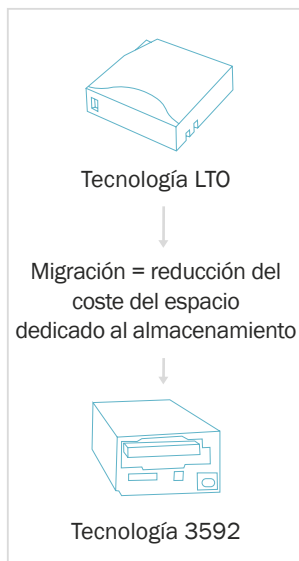 Tecnología LTO
Migración = reducción del
coste del espacio
dedicado al almacenamiento
Tecnología 3592